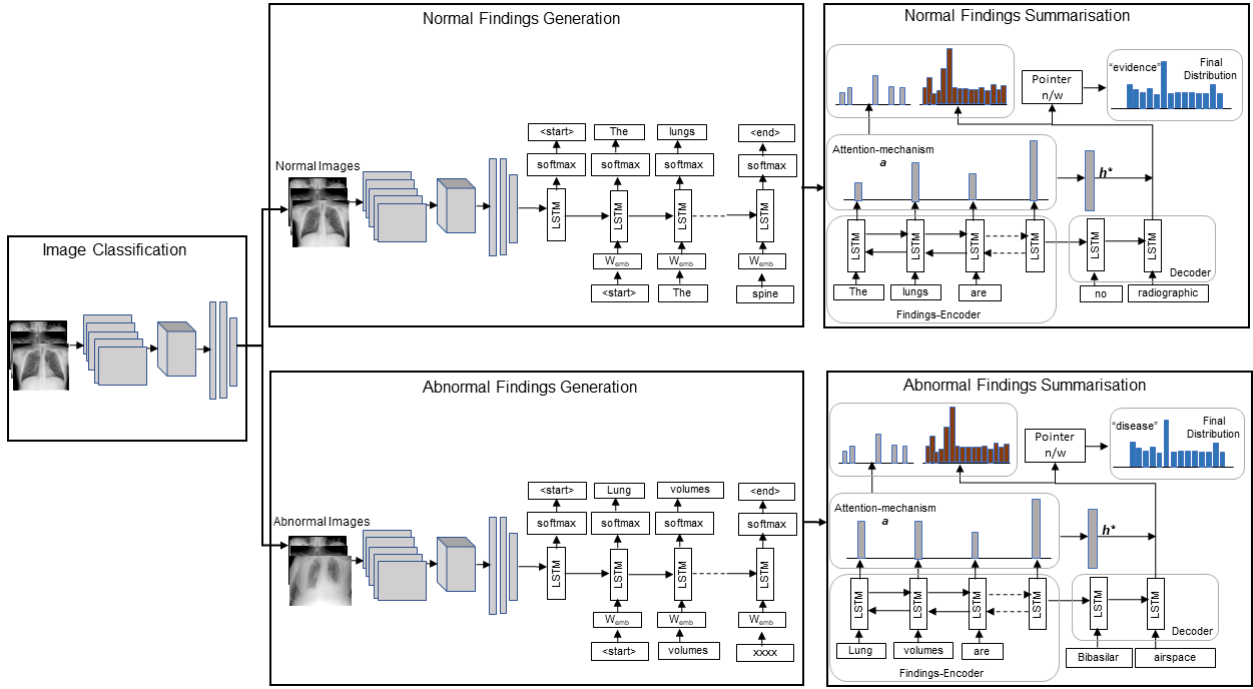 Image Classification
Normal Findings Generation
Normal Images
<start>
The
lungs
<end>
softmax
softmax
softmax
softmax
LSTM
LSTM
LSTM
LSTM
Wemb
Wemb
Wemb
<start>
The
spine
Normal Findings Summarisation
"evidence"
Final
Distribution
Pointer
n/w
Attention-mechanism
a
h*
LSTM
LSTM
LSTM
LSTM
LSTM
LSTM
Decoder
The
lungs
are
no
radiographic
Findings-Encoder
Abnormal Findings Generation
Abnormal Images
<start>
Lung
volumes
<end>
softmax
softmax
softmax
softmax
LSTM
LSTM
LSTM
LSTM
Wemb
Wemb
Wemb
<start>
volumes
xxxx
Abnormal Findings Summarisation
"disease"
Final
Distribution
Pointer
n/w
Attention-mechanism
a
h*
LSTM
LSTM
LSTM
LSTM
LSTM
LSTM
Decoder
Lung
volumes
are
Bibasilar
airspace
Findings-Encoder